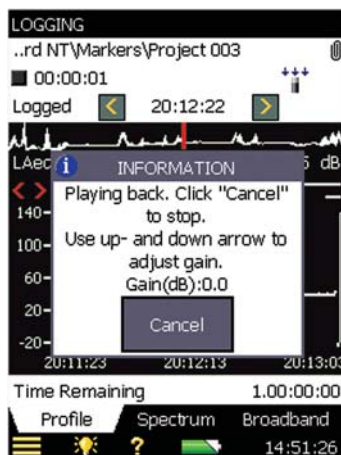 LOGGING
..rd NT\Markers\Project 003
00:00:01
Logged < 20:12:22 >
LAeq 5 dB
i INFORMATION
< >
Playing back. Click "Cancel"
to stop.
Use up- and down arrow to
adjust gain.
Gain(dB):0.0
Cancel
140-
100-
60-
20-
-20-
20:11:23 20:12:13 20:13:03
Time Remaining 1.00:00:00
Profile Spectrum Broadband
? 14:51:26